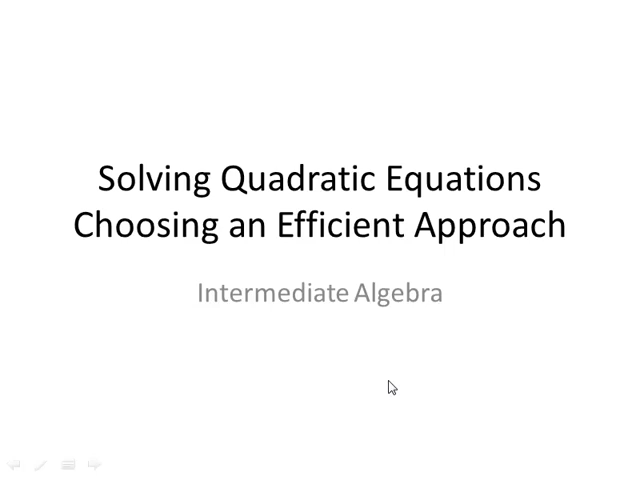 Solving Quadratic Equations
Choosing an Efficient Approach
Intermediate Algebra